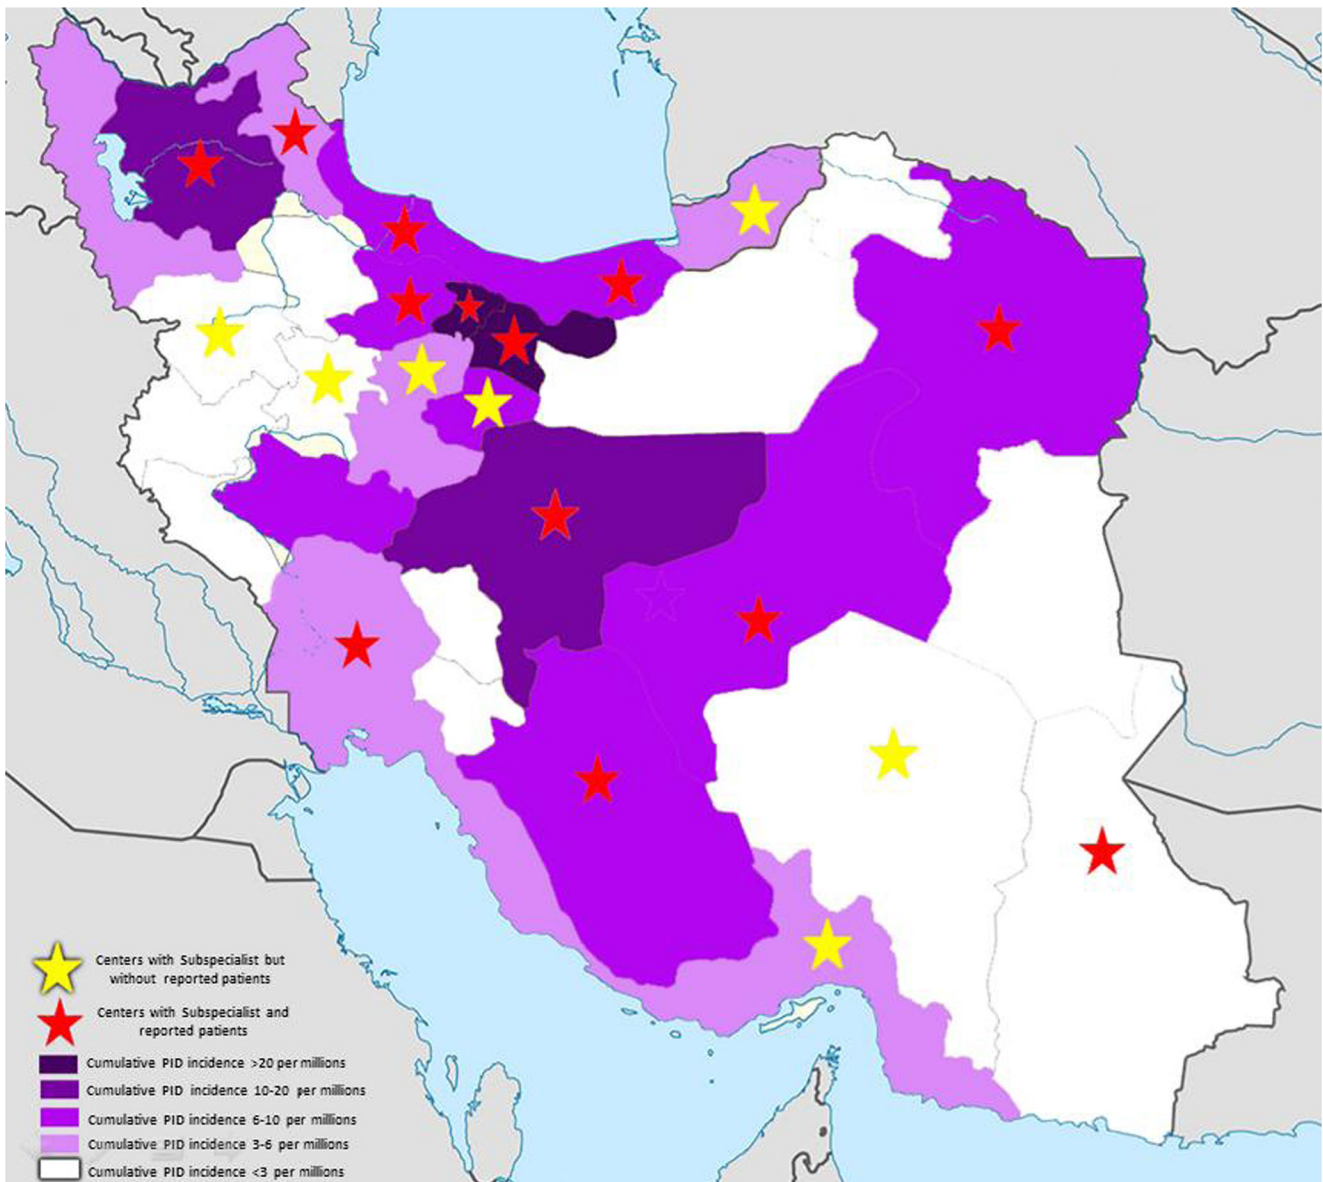 Centers with Subspecialist but
without reported patients
Centers with Subspecialist and
reported patients
Cumulative PID incidence >20 per millions
Cumulative PID incidence 10-20 per millions
Cumulative PID incidence 6-10 per millions
Cumulative PID incidence 3-6 per millions
Cumulative PID incidence <3 per millions